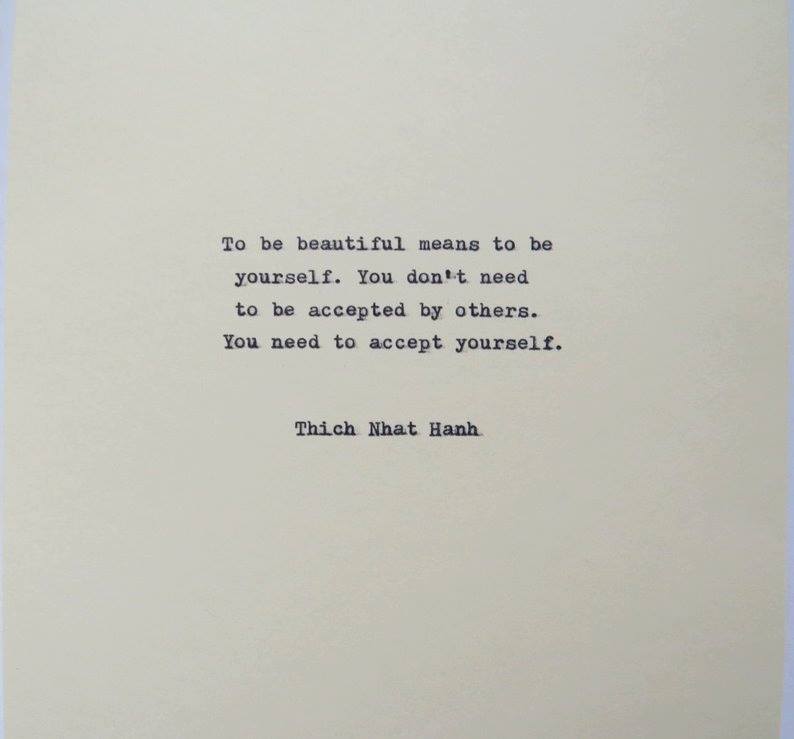 To be beautiful means to be
yourself. You don't need
to be accepted by others.
You need to accept yourself.
Thich Nhat Hanh